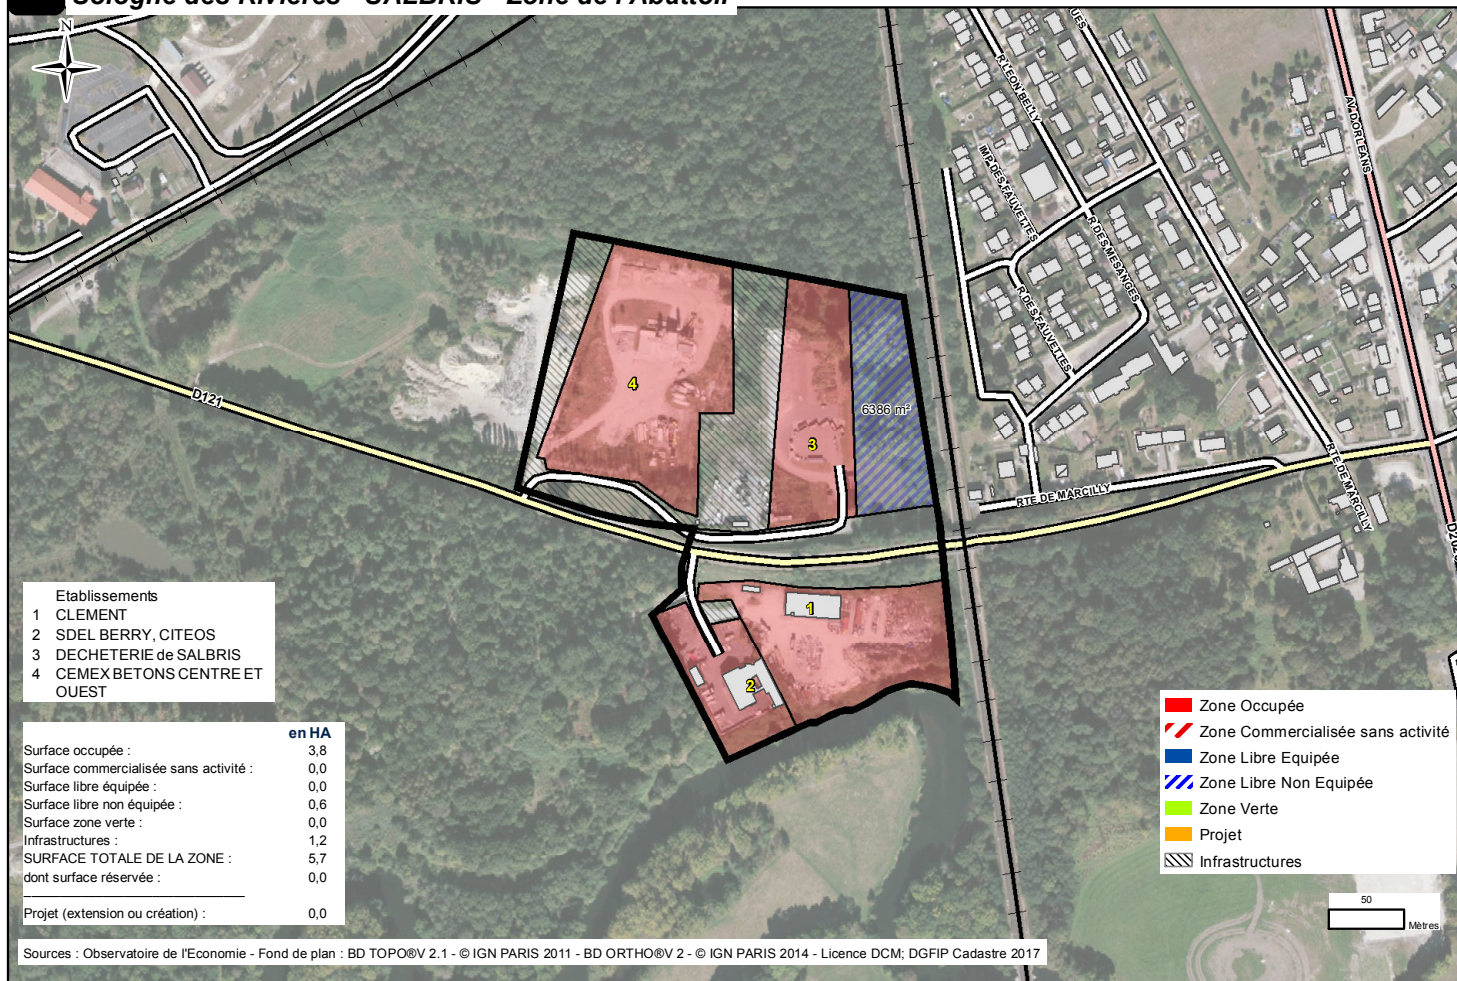 Sologne des Rivières - SALBRIS - Zone de l'Abattoir
N
R LEON BELLY
IMP DES FAUVETTES
R DES MESANGES
R DES FAUVETTES
AV D'ORLEANS
D121
4
3
6386 m²
RTE DE MARCILLY
RTE DE MARCILLY
1
2
Etablissements
1 CLEMENT
2 SDEL BERRY, CITEOS
3 DECHETERIE de SALBRIS
4 CEMEX BETONS CENTRE ET
OUEST
en HA
Surface occupée : 3,8
Surface commercialisée sans activité : 0,0
Surface libre équipée : 0,0
Surface libre non équipée : 0,6
Surface zone verte : 0,0
Infrastructures : 1,2
SURFACE TOTALE DE LA ZONE : 5,7
dont surface réservée : 0,0
Projet (extension ou création) : 0,0
Zone Occupée
Zone Commercialisée sans activité
Zone Libre Equipée
Zone Libre Non Equipée
Zone Verte
Projet
Infrastructures
50
Mètres
Sources : Observatoire de l'Economie - Fond de plan : BD TOPO®V 2.1 - © IGN PARIS 2011 - BD ORTHO®V 2 - © IGN PARIS 2014 - Licence DCM; DGFIP Cadastre 2017